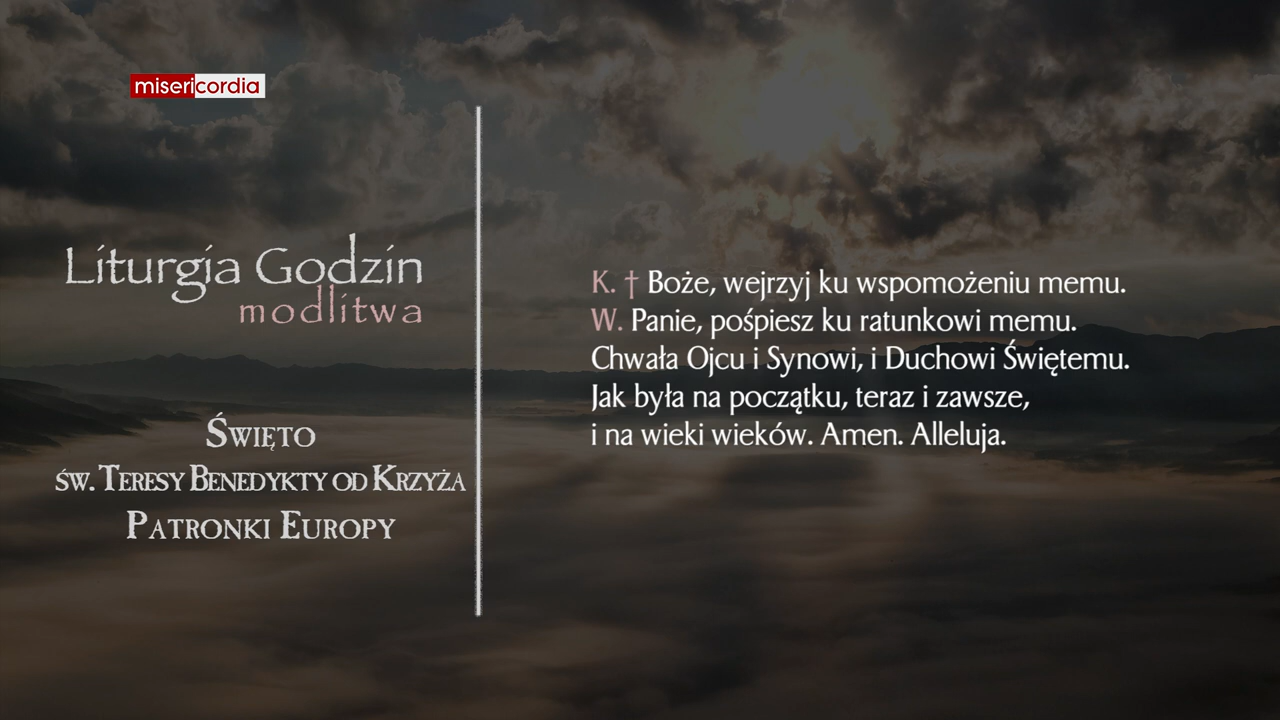 misericordia
Liturgia Godzin
modlitwa
Święto
św. Teresy Benedykty od Krzyża
Patronki Europy
K. † Boże, wejrzyj ku wspomożeniu memu.
W. Panie, pośpiesz ku ratunkowi memu.
Chwała Ojcu i Synowi, i Duchowi Świętemu.
Jak była na początku, teraz i zawsze,
i na wieki wieków. Amen. Alleluja.